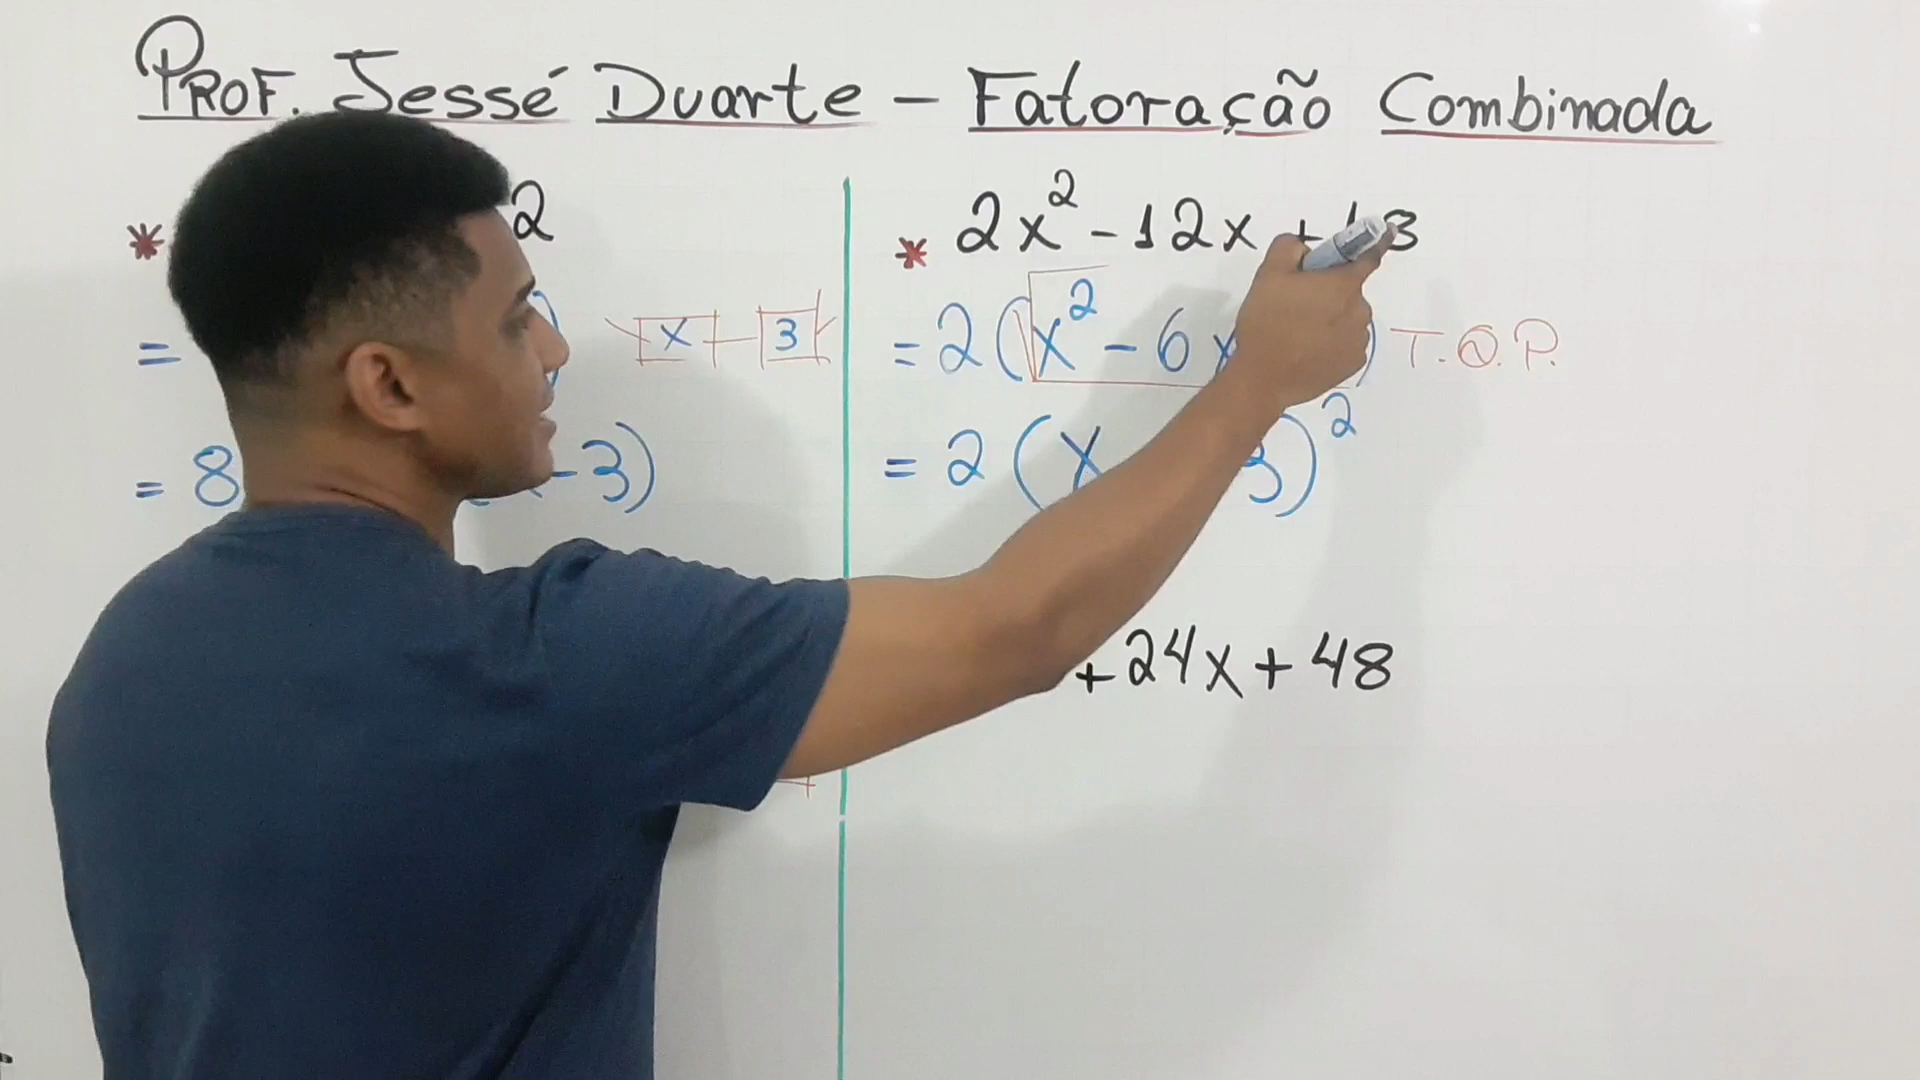 PROF. Jessé Duarte - Fatoração Combinada
* 2
= ) x - 3
= 8 -3)
* 2x² - 12x + 18
= 2(x² - 6x ) T.Q.P.
= 2 (x 3)²
+24x + 48